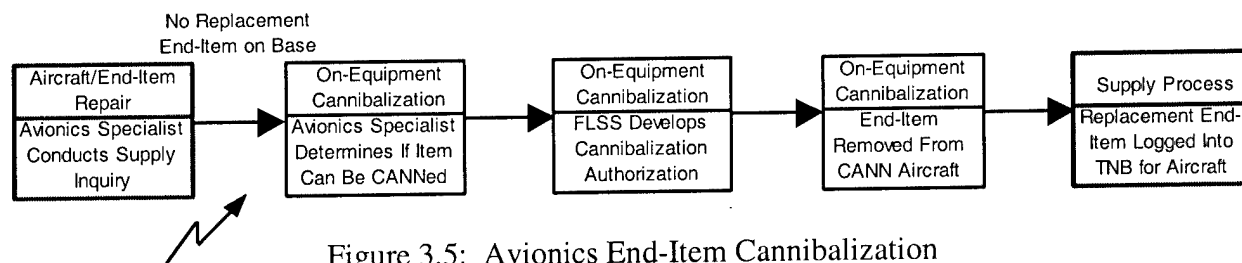 No Replacement
End-Item on Base
Aircraft/End-Item
Repair
Avionics Specialist
Conducts Supply
Inquiry
On-Equipment
Cannibalization
Avionics Specialist
Determines If Item
Can Be CANNed
On-Equipment
Cannibalization
FLSS Develops
Cannibalization
Authorization
On-Equipment
Cannibalization
End-Item
Removed From
CANN Aircraft
Supply Process
Replacement End-
Item Logged Into
TNB for Aircraft
Figure 3.5: Avionics End-Item Cannibalization